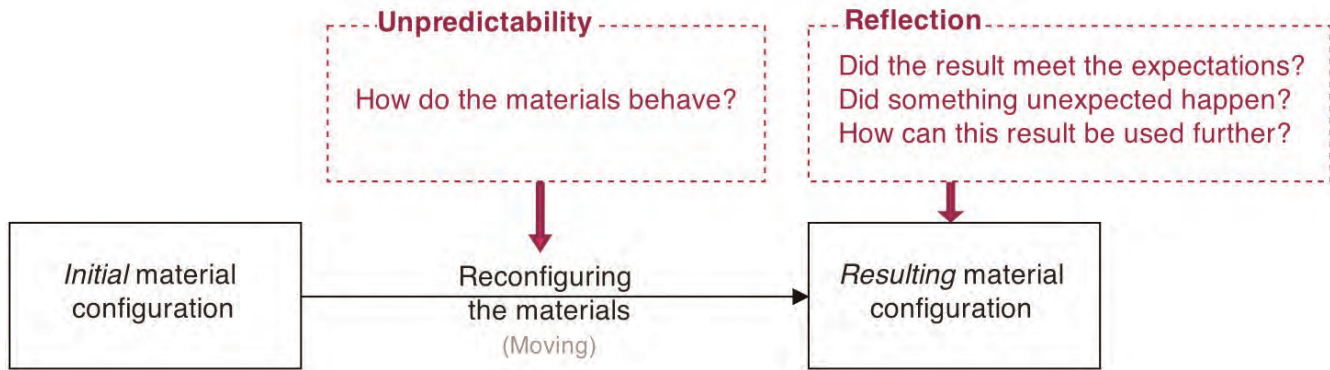 Unpredictability
How do the materials behave?
Reflection
Did the result meet the expectations?
Did something unexpected happen?
How can this result be used further?
Initial material
configuration
Reconfiguring
the materials
(Moving)
Resulting material
configuration